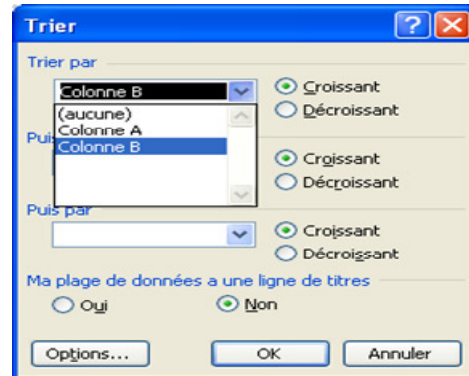 Trier
Trier par
Colonne B
Croissant
Décroissant
(aucune)
Colonne A
Colonne B
Pui
Croissant
Décroissant
Puis par
Croissant
Décroissant
Ma plage de données a une ligne de titres
Oui
Non
Options...
OK
Annuler